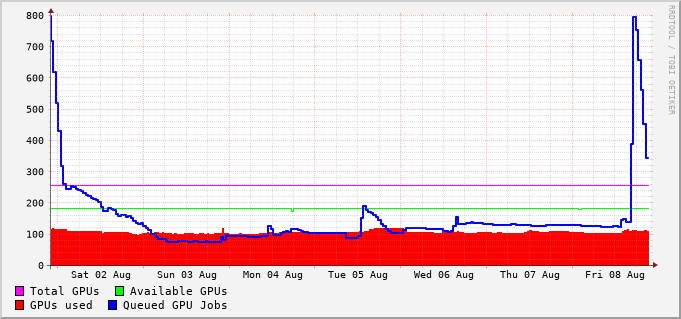 800
700
600
500
400
300
200
100
0
Sat 02 Aug Sun 03 Aug Mon 04 Aug Tue 05 Aug Wed 06 Aug Thu 07 Aug Fri 08 Aug
Total GPUs Available GPUs
GPUs used Queued GPU Jobs
RRDTOOL / TOBI OETIKER